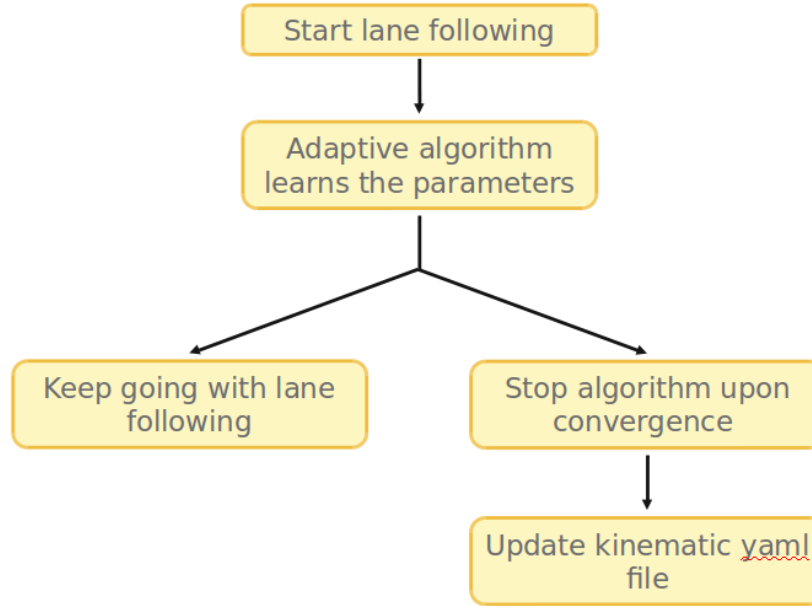 Start lane following
Adaptive algorithm
learns the parameters
Keep going with lane
following
Stop algorithm upon
convergence
Update kinematic yaml
file